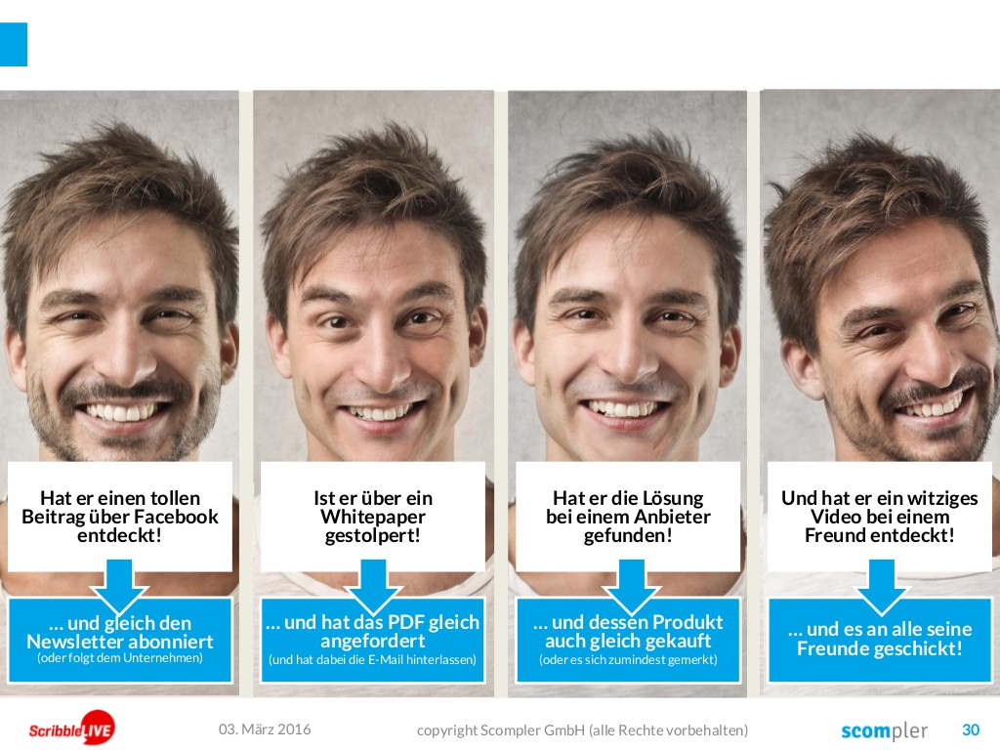 Hat er einen tollen
Beitrag über Facebook
entdeckt!
... und gleich den
Newsletter abonniert
(oder folgt dem Unternehmen)
Ist er über ein
Whitepaper
gestolpert!
... und hat das PDF gleich
angefordert
(und hat dabei die E-Mail hinterlassen)
Hat er die Lösung
bei einem Anbieter
gefunden!
... und dessen Produkt
auch gleich gekauft
(oder es sich zumindest gemerkt)
Und hat er ein witziges
Video bei einem
Freund entdeckt!
... und es an alle seine
Freunde geschickt!
ScribbleLIVE
03. März 2016
copyright Scompler GmbH (alle Rechte vorbehalten)
scompler
30